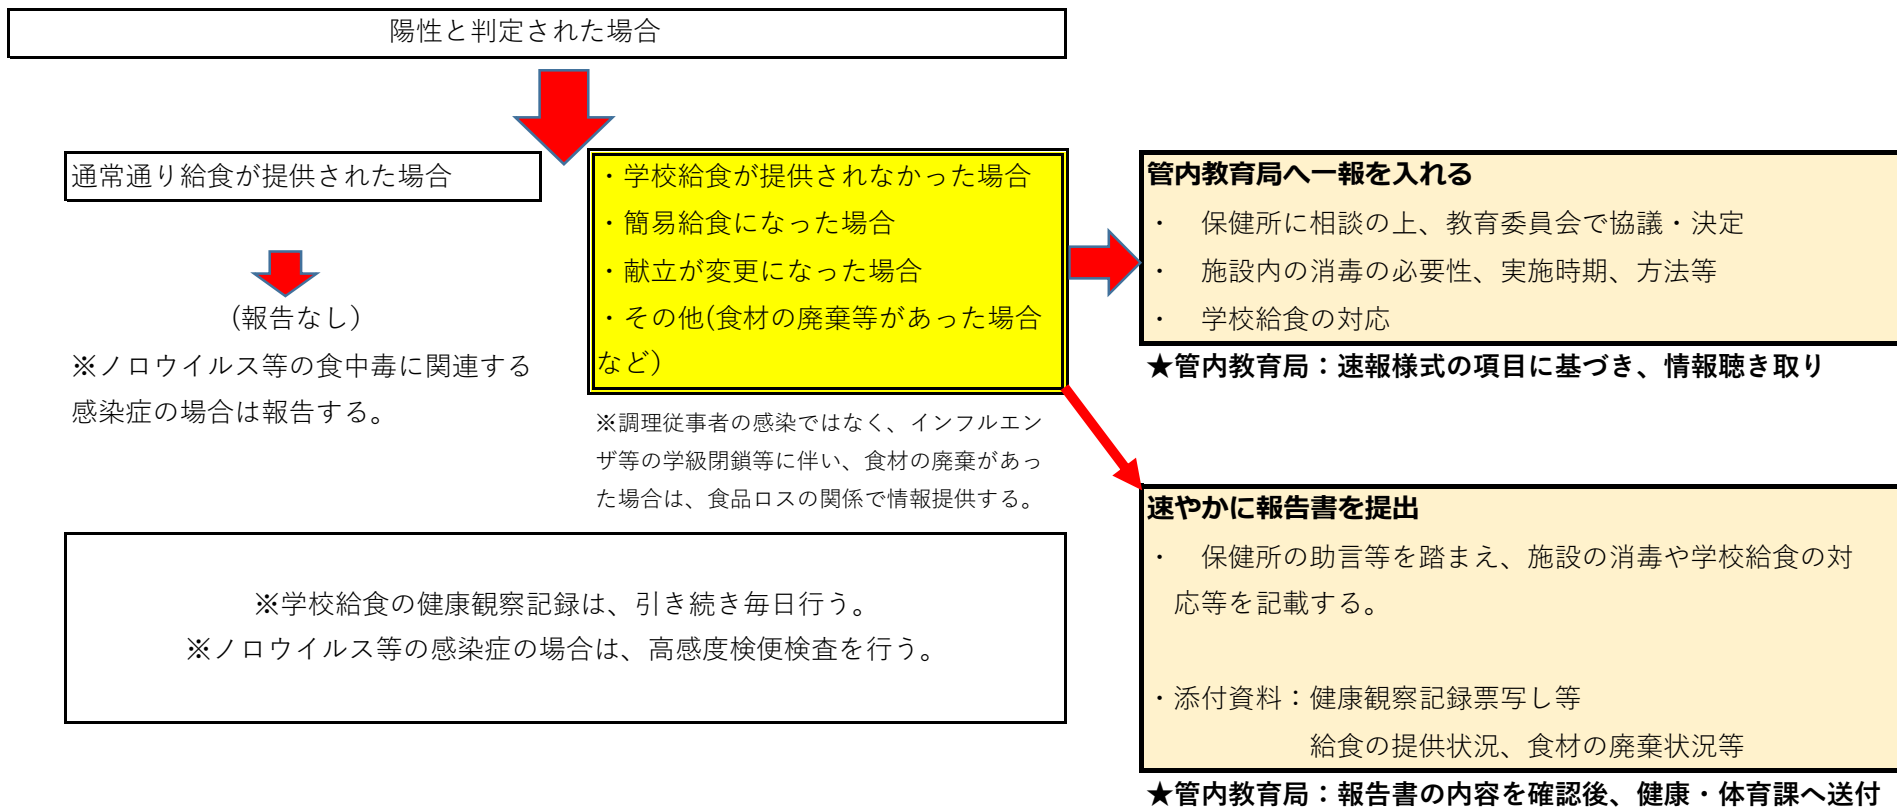 陽性と判定された場合
通常通り給食が提供された場合
(報告なし)
※ノロウイルス等の食中毒に関連する
感染症の場合は報告する。
・学校給食が提供されなかった場合
・簡易給食になった場合
・献立が変更になった場合
・その他(食材の廃棄等があった場合
など)
※調理従事者の感染ではなく、インフルエン
ザ等の学級閉鎖等に伴い、食材の廃棄があっ
た場合は、食品ロスの関係で情報提供する。
※学校給食の健康観察記録は、引き続き毎日行う。
※ノロウイルス等の感染症の場合は、高感度検便検査を行う。
管内教育局へ一報を入れる
・　保健所に相談の上、教育委員会で協議・決定
・　施設内の消毒の必要性、実施時期、方法等
・　学校給食の対応
★管内教育局：速報様式の項目に基づき、情報聴き取り
速やかに報告書を提出
・　保健所の助言等を踏まえ、施設の消毒や学校給食の対
応等を記載する。
・添付資料：健康観察記録票写し等
給食の提供状況、食材の廃棄状況等
★管内教育局：報告書の内容を確認後、健康・体育課へ送付